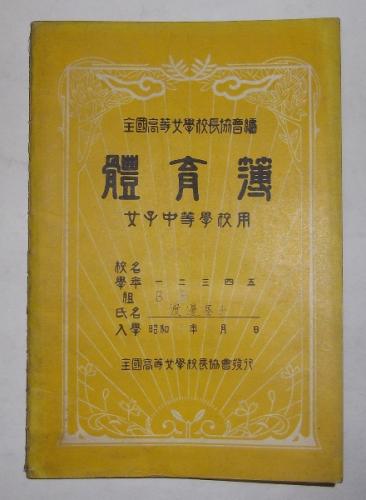 全國高等女學校長協會編
體育簿
女子中等學校用
校名
學年 一二三四五
組 B
氏名 渡邊
入學 昭和 年 月 日
全國高等女學校長協會發行